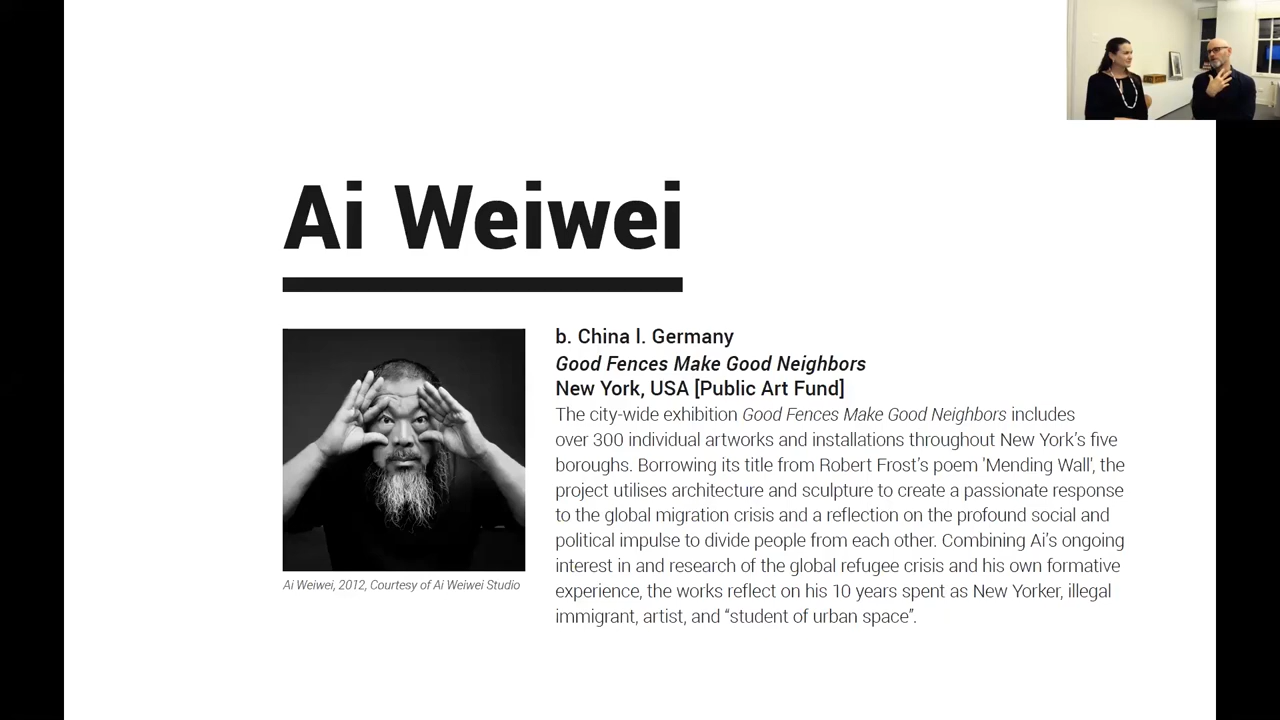 Ai Weiwei
b. China l. Germany
Good Fences Make Good Neighbors
New York, USA [Public Art Fund]
The city-wide exhibition Good Fences Make Good Neighbors includes
over 300 individual artworks and installations throughout New York's five
boroughs. Borrowing its title from Robert Frost's poem 'Mending Wall', the
project utilises architecture and sculpture to create a passionate response
to the global migration crisis and a reflection on the profound social and
political impulse to divide people from each other. Combining Ai's ongoing
interest in and research of the global refugee crisis and his own formative
experience, the works reflect on his 10 years spent as New Yorker, illegal
immigrant, artist, and “student of urban space”.
Ai Weiwei, 2012, Courtesy of Ai Weiwei Studio